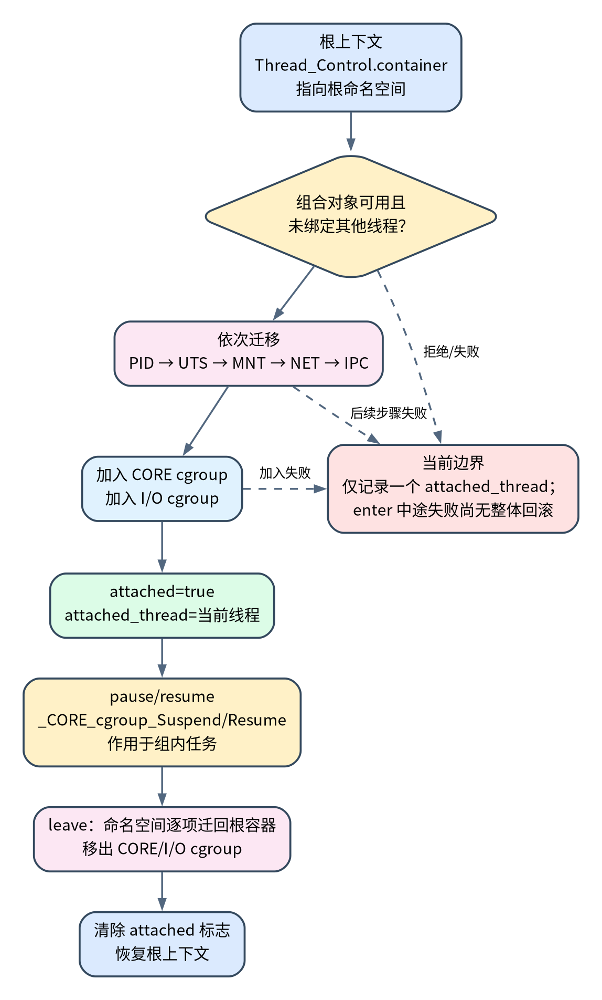 根上下文
Thread_Control.container
指向根命名空间
组合对象可用且
未绑定其他线程？
依次迁移
PID → UTS → MNT → NET → IPC
拒绝/失败
后续步骤失败
加入 CORE cgroup
加入 I/O cgroup
加入失败
当前边界
仅记录一个 attached_thread；
enter 中途失败尚无整体回滚
attached=true
attached_thread=当前线程
pause/resume
_CORE_cgroup_Suspend/Resume
作用于组内任务
leave：命名空间逐项迁回根容器
移出 CORE/I/O cgroup
清除 attached 标志
恢复根上下文